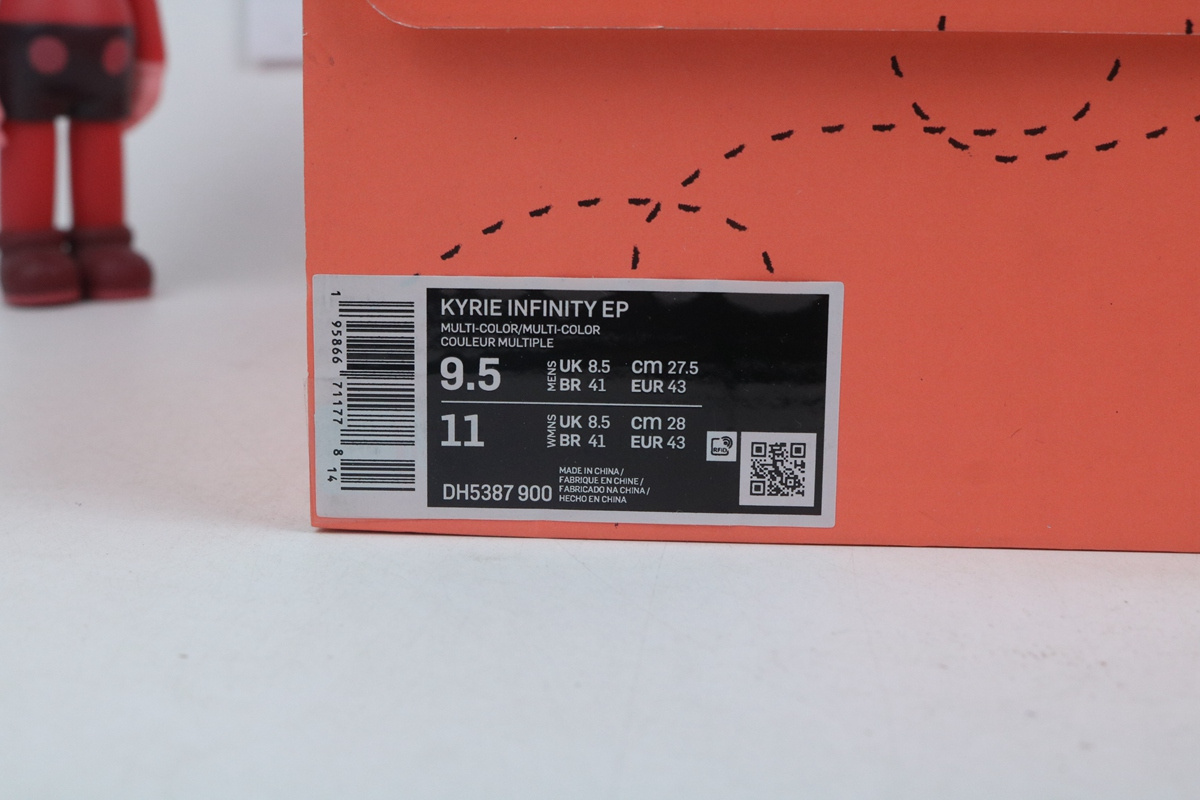 KYRIE INFINITY EP
MULTI-COLOR/MULTI-COLOR
COULEUR MULTIPLE
9.5 MENS UK 8.5 cm 27.5
BR 41 EUR 43
11 WMNS UK 8.5 cm 28
BR 41 EUR 43
RFID
DH5387 900
MADE IN CHINA /
FABRIQUE EN CHINE /
FABRICADO NA CHINA /
HECHO EN CHINA
1 95866 71177 8 14